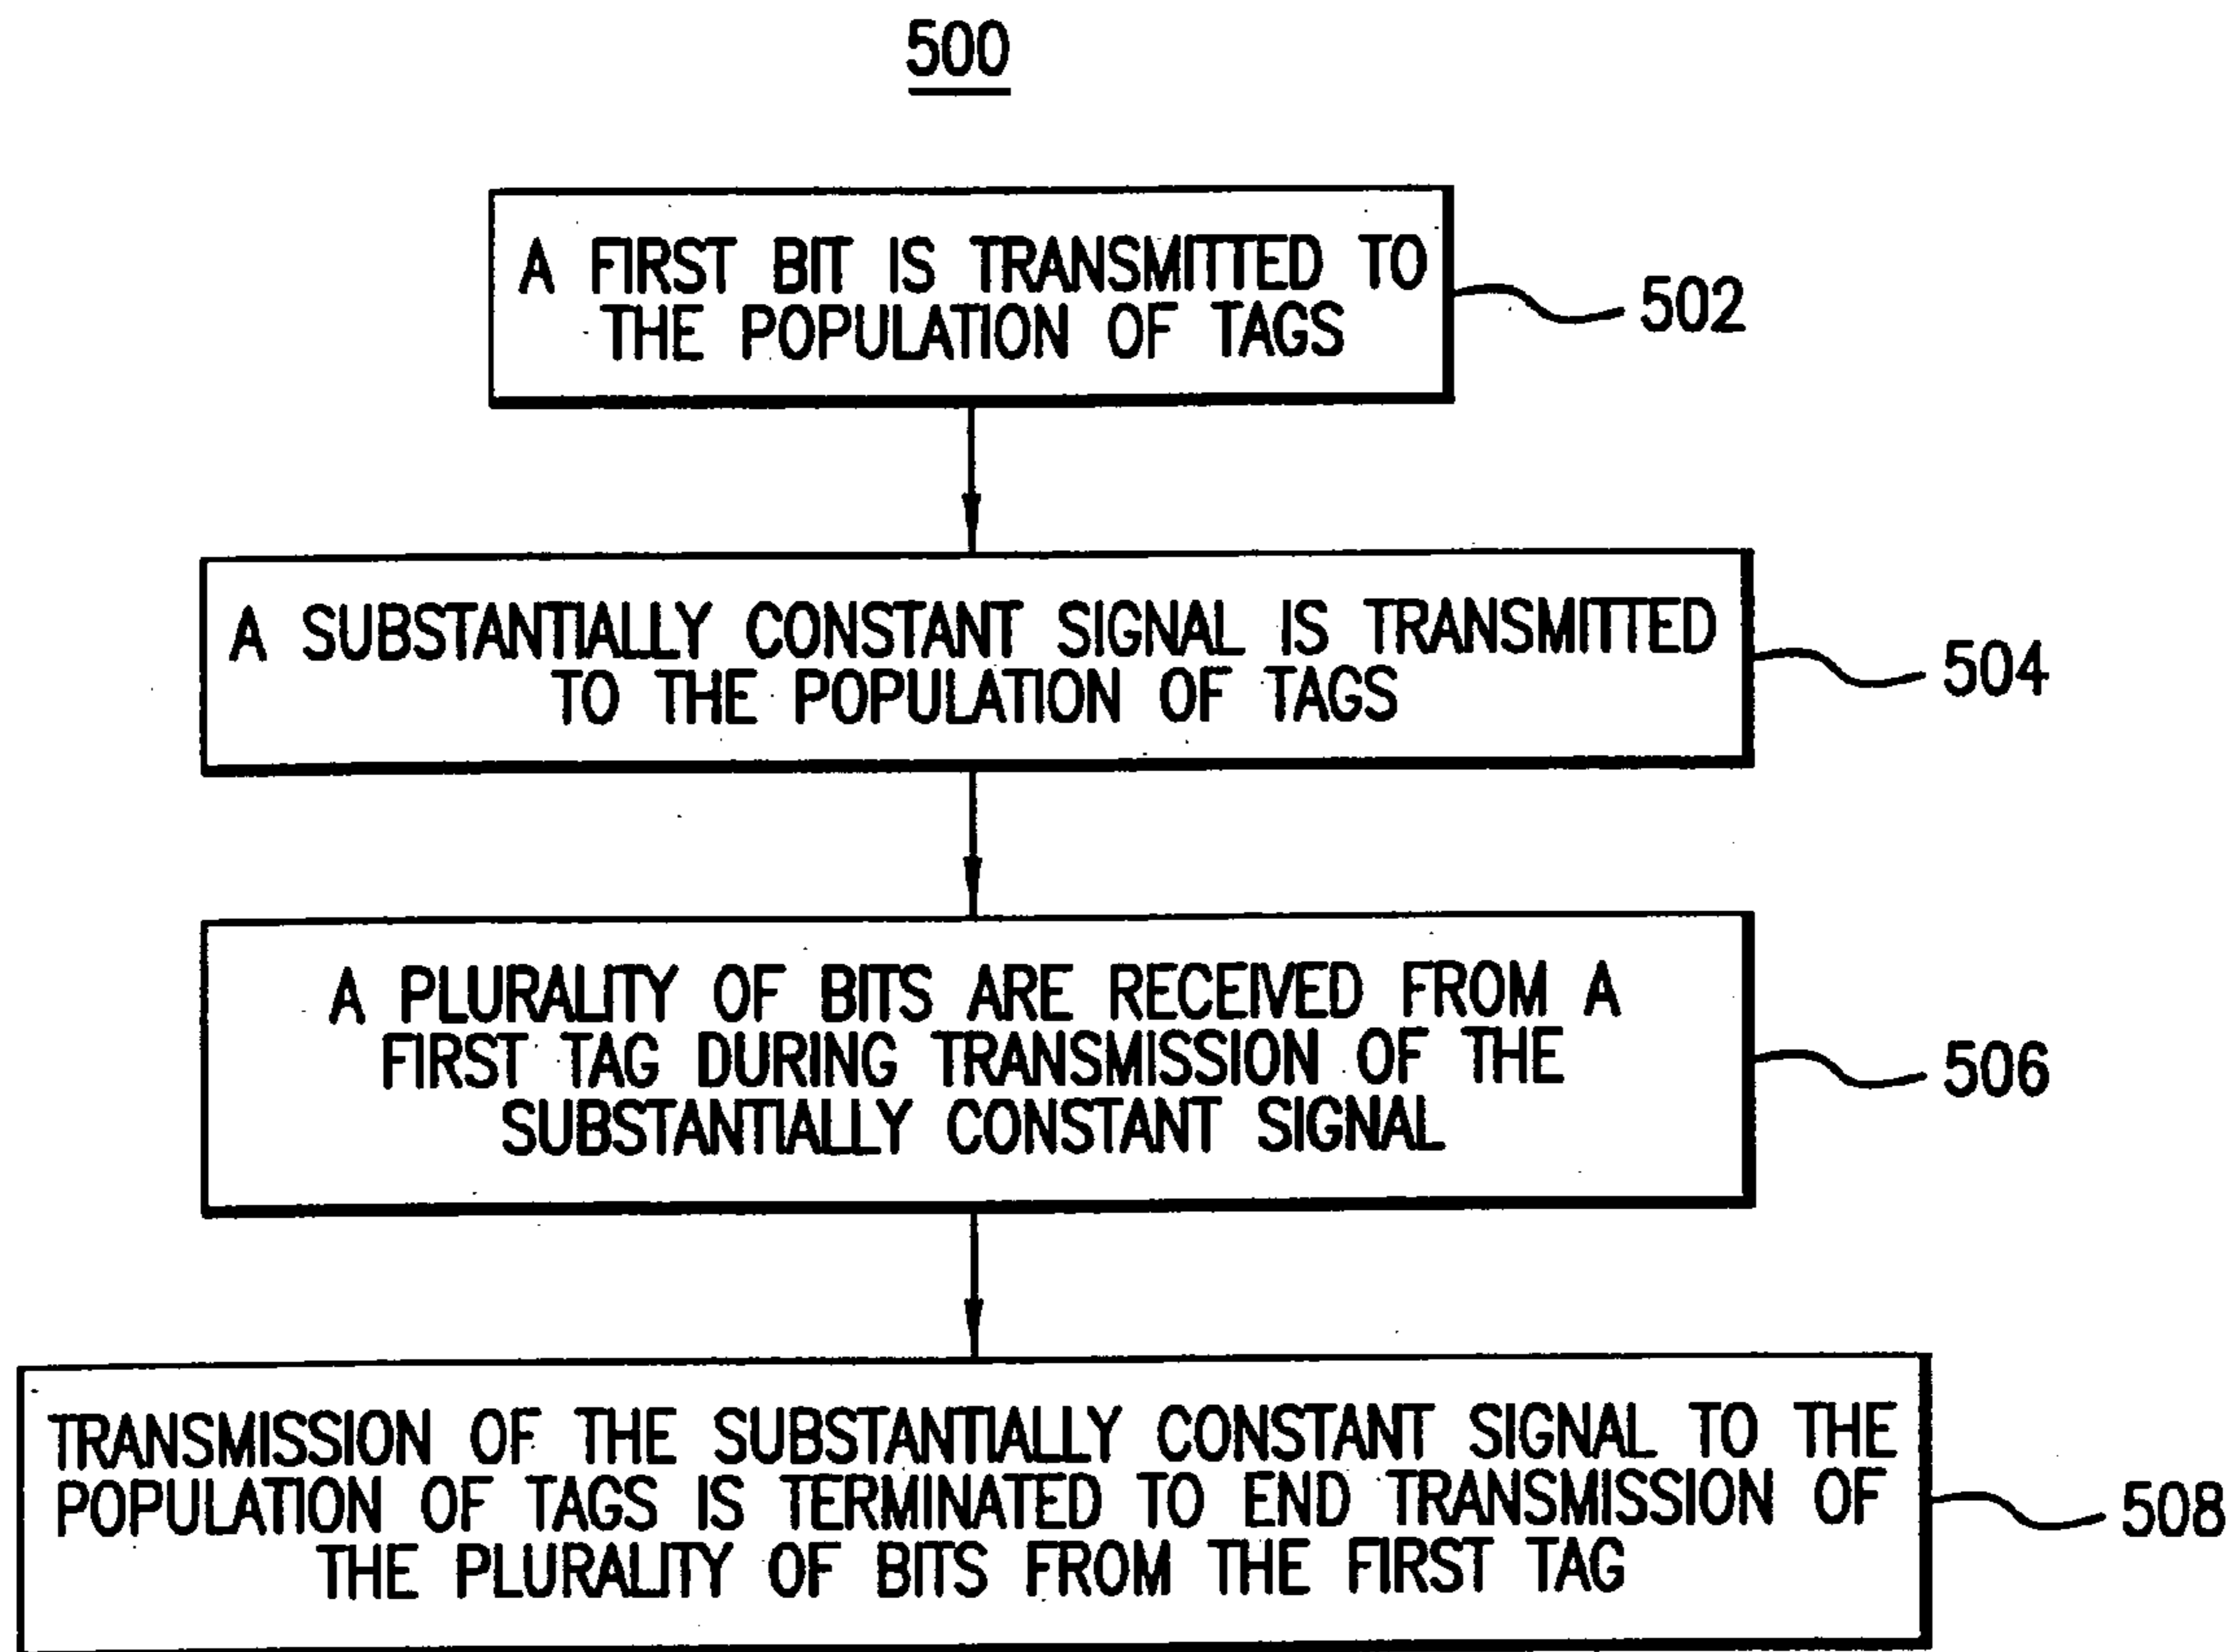 500
A FIRST BIT IS TRANSMITTED TO
THE POPULATION OF TAGS
502
A SUBSTANTIALLY CONSTANT SIGNAL IS TRANSMITTED
TO THE POPULATION OF TAGS
504
A PLURALITY OF BITS ARE RECEIVED FROM A
FIRST TAG DURING TRANSMISSION OF THE
SUBSTANTIALLY CONSTANT SIGNAL
506
TRANSMISSION OF THE SUBSTANTIALLY CONSTANT SIGNAL TO THE
POPULATION OF TAGS IS TERMINATED TO END TRANSMISSION OF
THE PLURALITY OF BITS FROM THE FIRST TAG
508